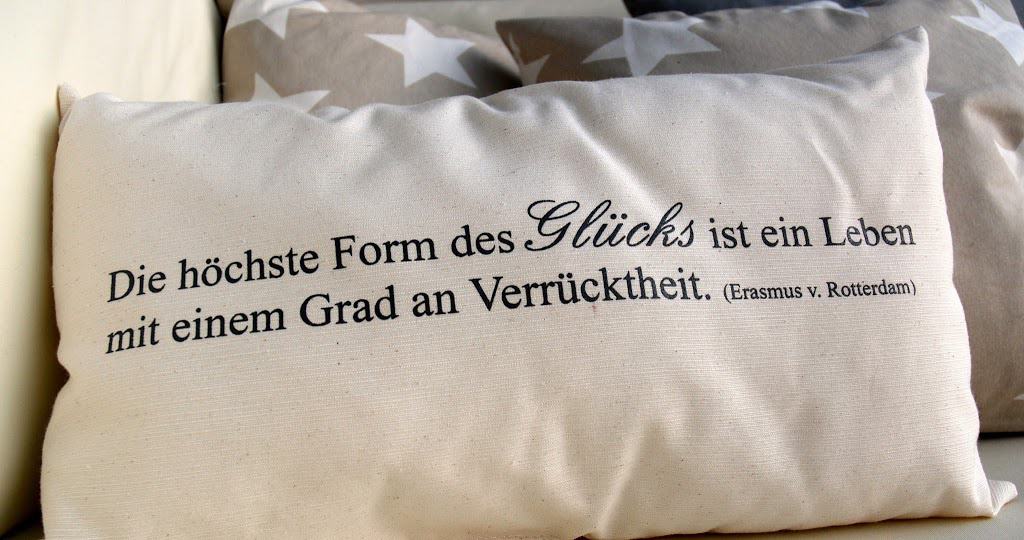 Die höchste Form des Glücks ist ein Leben
mit einem Grad an Verrücktheit. (Erasmus v. Rotterdam)